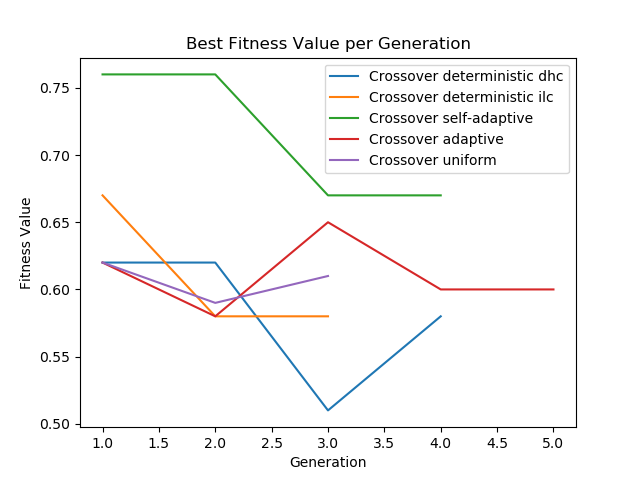 Best Fitness Value per Generation
Crossover deterministic dhc
Crossover deterministic ilc
Crossover self-adaptive
Crossover adaptive
Crossover uniform
Fitness Value
0.75
0.70
0.65
0.60
0.55
0.50
1.0 1.5 2.0 2.5 3.0 3.5 4.0 4.5 5.0
Generation